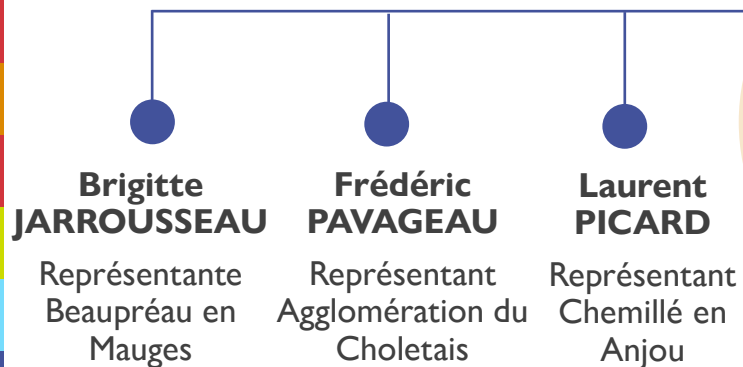 Brigitte
JARROUSSEAU
Représentante
Beaupréau en
Mauges
Frédéric
PAVAGEAU
Représentant
Agglomération du
Choletais
Laurent
PICARD
Représentant
Chemillé en
Anjou